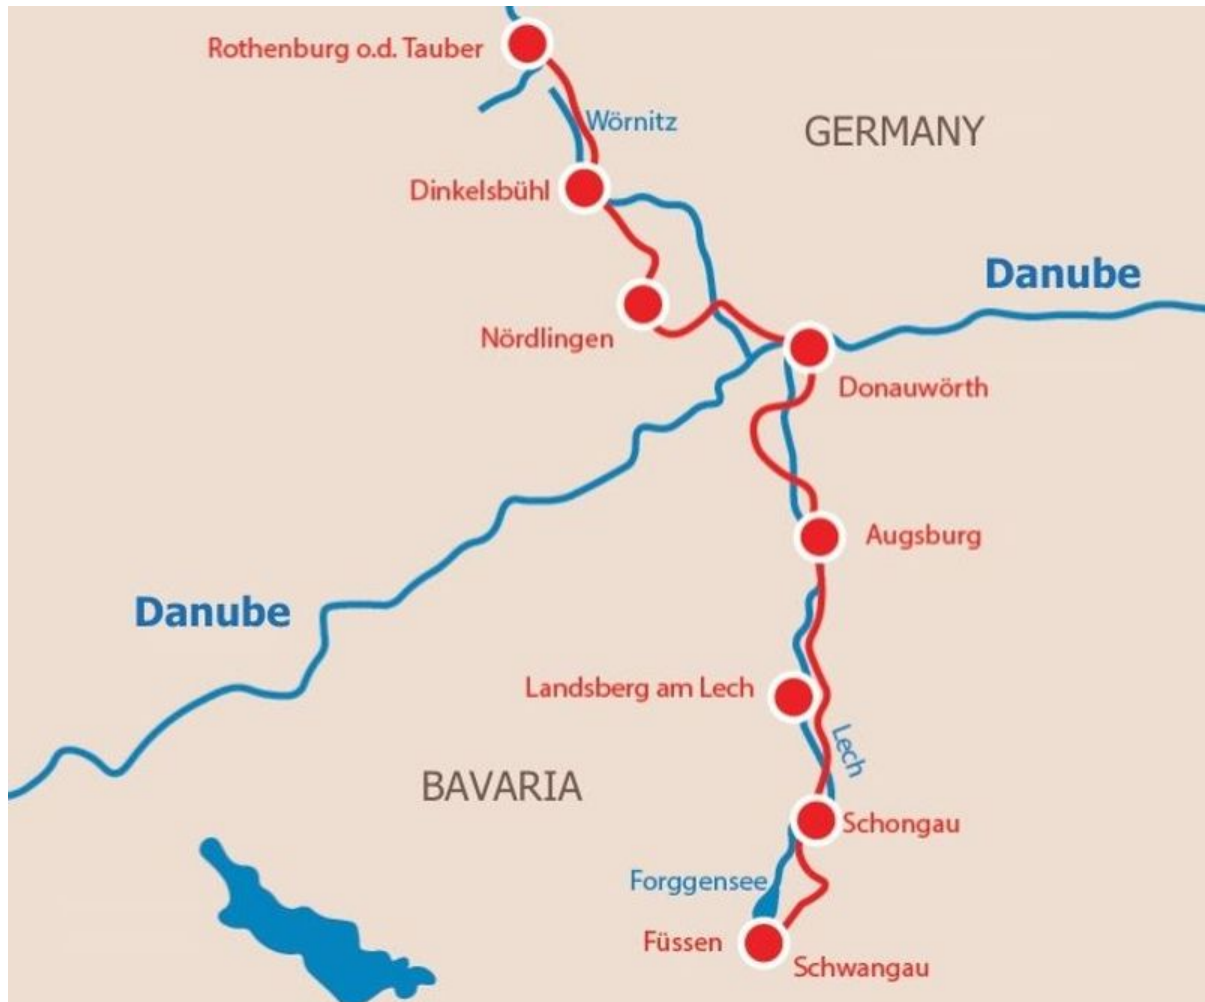 Rothenburg o.d. Tauber
Wörnitz
GERMANY
Dinkelsbühl
Danube
Nördlingen
Donauwörth
Augsburg
Danube
Landsberg am Lech
Lech
BAVARIA
Schongau
Forggensee
Füssen
Schwangau